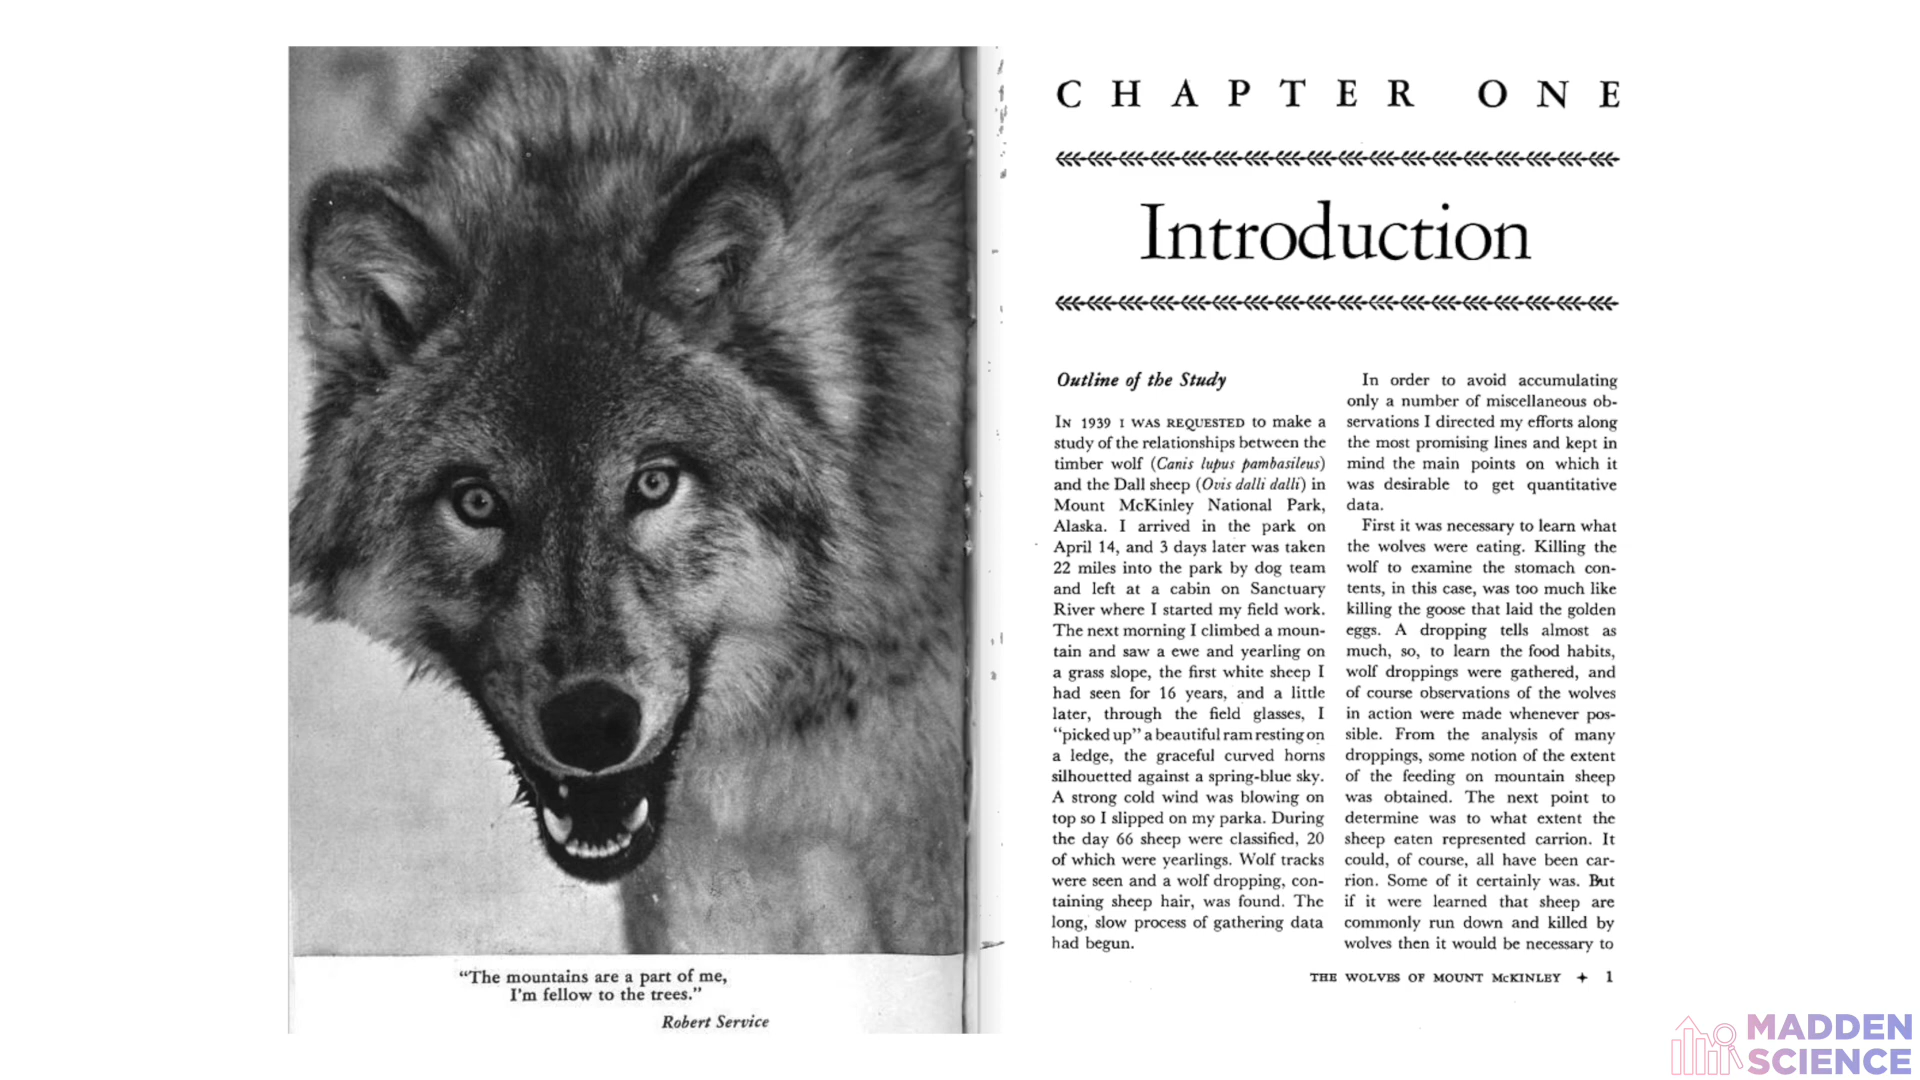 "The mountains are a part of me,
I'm fellow to the trees."
Robert Service
CHAPTER ONE
Introduction
Outline of the Study
IN 1939 I WAS REQUESTED to make a
study of the relationships between the
timber wolf (Canis lupus pambasileus)
and the Dall sheep (Ovis dalli dalli) in
Mount McKinley National Park,
Alaska. I arrived in the park on
April 14, and 3 days later was taken
22 miles into the park by dog team
and left at a cabin on Sanctuary
River where I started my field work.
The next morning I climbed a moun-
tain and saw a ewe and yearling on
a grass slope, the first white sheep I
had seen for 16 years, and a little
later, through the field glasses, I
"picked up" a beautiful ram resting on
a ledge, the graceful curved horns
silhouetted against a spring-blue sky.
A strong cold wind was blowing on
top so I slipped on my parka. During
the day 66 sheep were classified, 20
of which were yearlings. Wolf tracks
were seen and a wolf dropping, con-
taining sheep hair, was found. The
long, slow process of gathering data
had begun.
In order to avoid accumulating
only a number of miscellaneous ob-
servations I directed my efforts along
the most promising lines and kept in
mind the main points on which it
was desirable to get quantitative
data.
First it was necessary to learn what
the wolves were eating. Killing the
wolf to examine the stomach con-
tents, in this case, was too much like
killing the goose that laid the golden
eggs. A dropping tells almost as
much, so, to learn the food habits,
wolf droppings were gathered, and
of course observations of the wolves
in action were made whenever pos-
sible. From the analysis of many
droppings, some notion of the extent
of the feeding on mountain sheep
was obtained. The next point to
determine was to what extent the
sheep eaten represented carrion. It
could, of course, all have been car-
rion. Some of it certainly was. But
if it were learned that sheep are
commonly run down and killed by
wolves then it would be necessary to
THE WOLVES OF MOUNT McKINLEY ✦ 1
MADDEN
SCIENCE